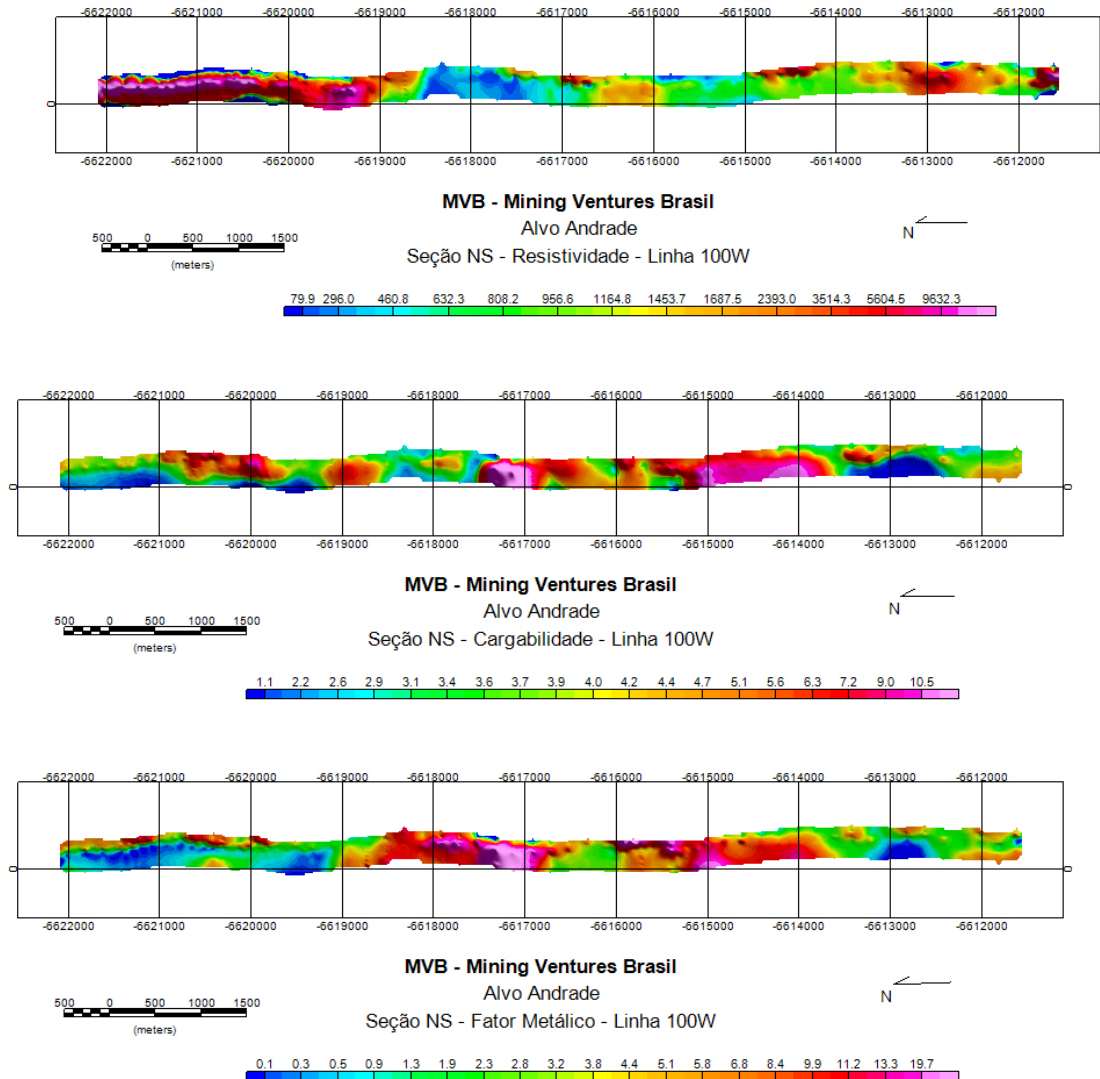 -6622000 -6621000 -6620000 -6619000 -6618000 -6617000 -6616000 -6615000 -6614000 -6613000 -6612000
0
-6622000 -6621000 -6620000 -6619000 -6618000 -6617000 -6616000 -6615000 -6614000 -6613000 -6612000
MVB - Mining Ventures Brasil
Alvo Andrade
N
500 0 500 1000 1500
Seção NS - Resistividade - Linha 100W
(meters)
79.9 296.0 460.8 632.3 808.2 956.6 1164.8 1453.7 1687.5 2393.0 3514.3 5604.5 9632.3
-6622000 -6621000 -6620000 -6619000 -6618000 -6617000 -6616000 -6615000 -6614000 -6613000 -6612000
0 0
-6622000 -6621000 -6620000 -6619000 -6618000 -6617000 -6616000 -6615000 -6614000 -6613000 -6612000
MVB - Mining Ventures Brasil
Alvo Andrade
N
500 0 500 1000 1500
Seção NS - Cargabilidade - Linha 100W
(meters)
1.1 2.2 2.6 2.9 3.1 3.4 3.6 3.7 3.9 4.0 4.2 4.4 4.7 5.1 5.6 6.3 7.2 9.0 10.5
-6622000 -6621000 -6620000 -6619000 -6618000 -6617000 -6616000 -6615000 -6614000 -6613000 -6612000
0 0
-6622000 -6621000 -6620000 -6619000 -6618000 -6617000 -6616000 -6615000 -6614000 -6613000 -6612000
MVB - Mining Ventures Brasil
Alvo Andrade
N
500 0 500 1000 1500
Seção NS - Fator Metálico - Linha 100W
(meters)
0.1 0.3 0.5 0.9 1.3 1.9 2.3 2.8 3.2 3.8 4.4 5.1 5.8 6.8 8.4 9.9 11.2 13.3 19.7